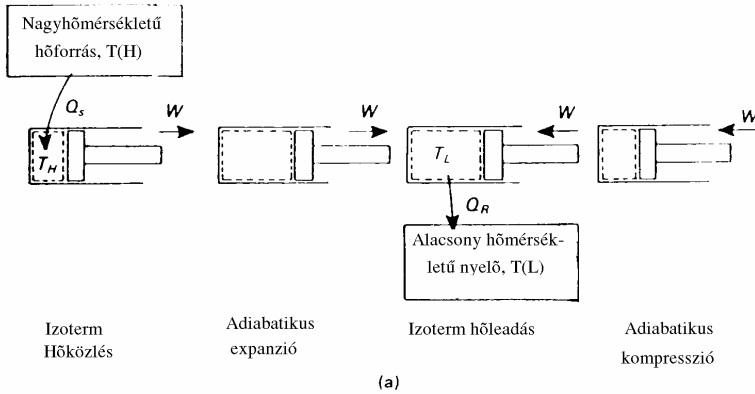 Nagyhõmérsékletű
hõforrás, T(H)
Qs
W
W
W
W
TH
TL
QR
Alacsony hõmérsék-
letű nyelõ, T(L)
Izoterm
Hõközlés
Adiabatikus
expanzió
Izoterm hõleadás
Adiabatikus
kompresszió
(a)